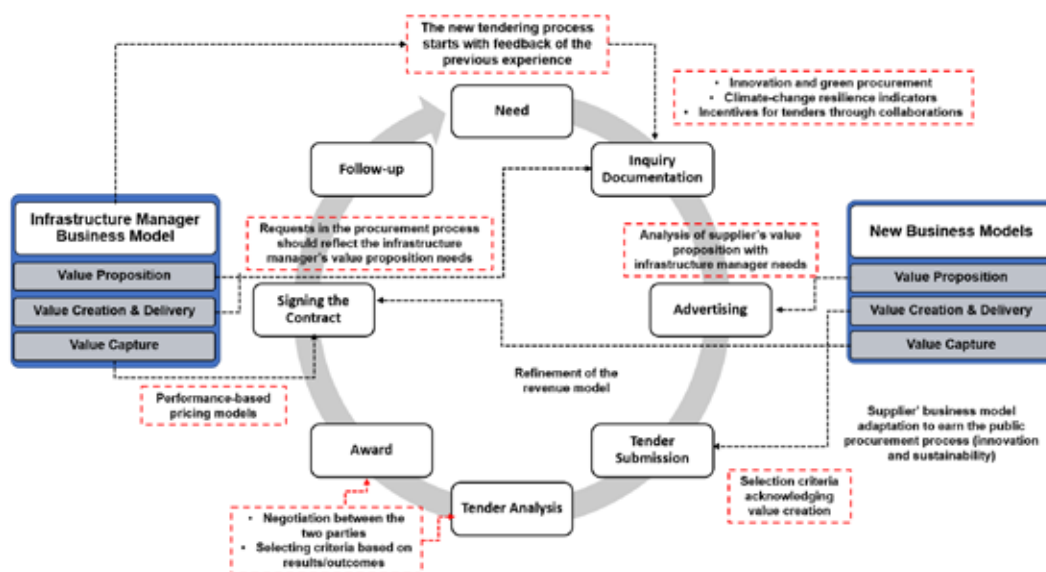 The new tendering process
starts with feedback of the
previous experience
• Innovation and green procurement
• Climate-change resilience indicators
• Incentives for tenders through collaborations
Need
Inquiry
Documentation
Follow-up
Infrastructure Manager
Business Model
Value Proposition
Value Creation & Delivery
Value Capture
Requests in the procurement process
should reflect the infrastructure
manager's value proposition needs
Analysis of supplier's value
proposition with
infrastructure manager needs
New Business Models
Value Proposition
Value Creation & Delivery
Value Capture
Signing the
Contract
Advertising
Performance-based
pricing models
Refinement of the
revenue model
Supplier' business model
adaptation to earn the public
procurement process (innovation
and sustainability)
Award
Tender
Submission
Tender Analysis
Selection criteria
acknowledging
value creation
• Negotiation between the
two parties
• Selecting criteria based on
results/outcomes